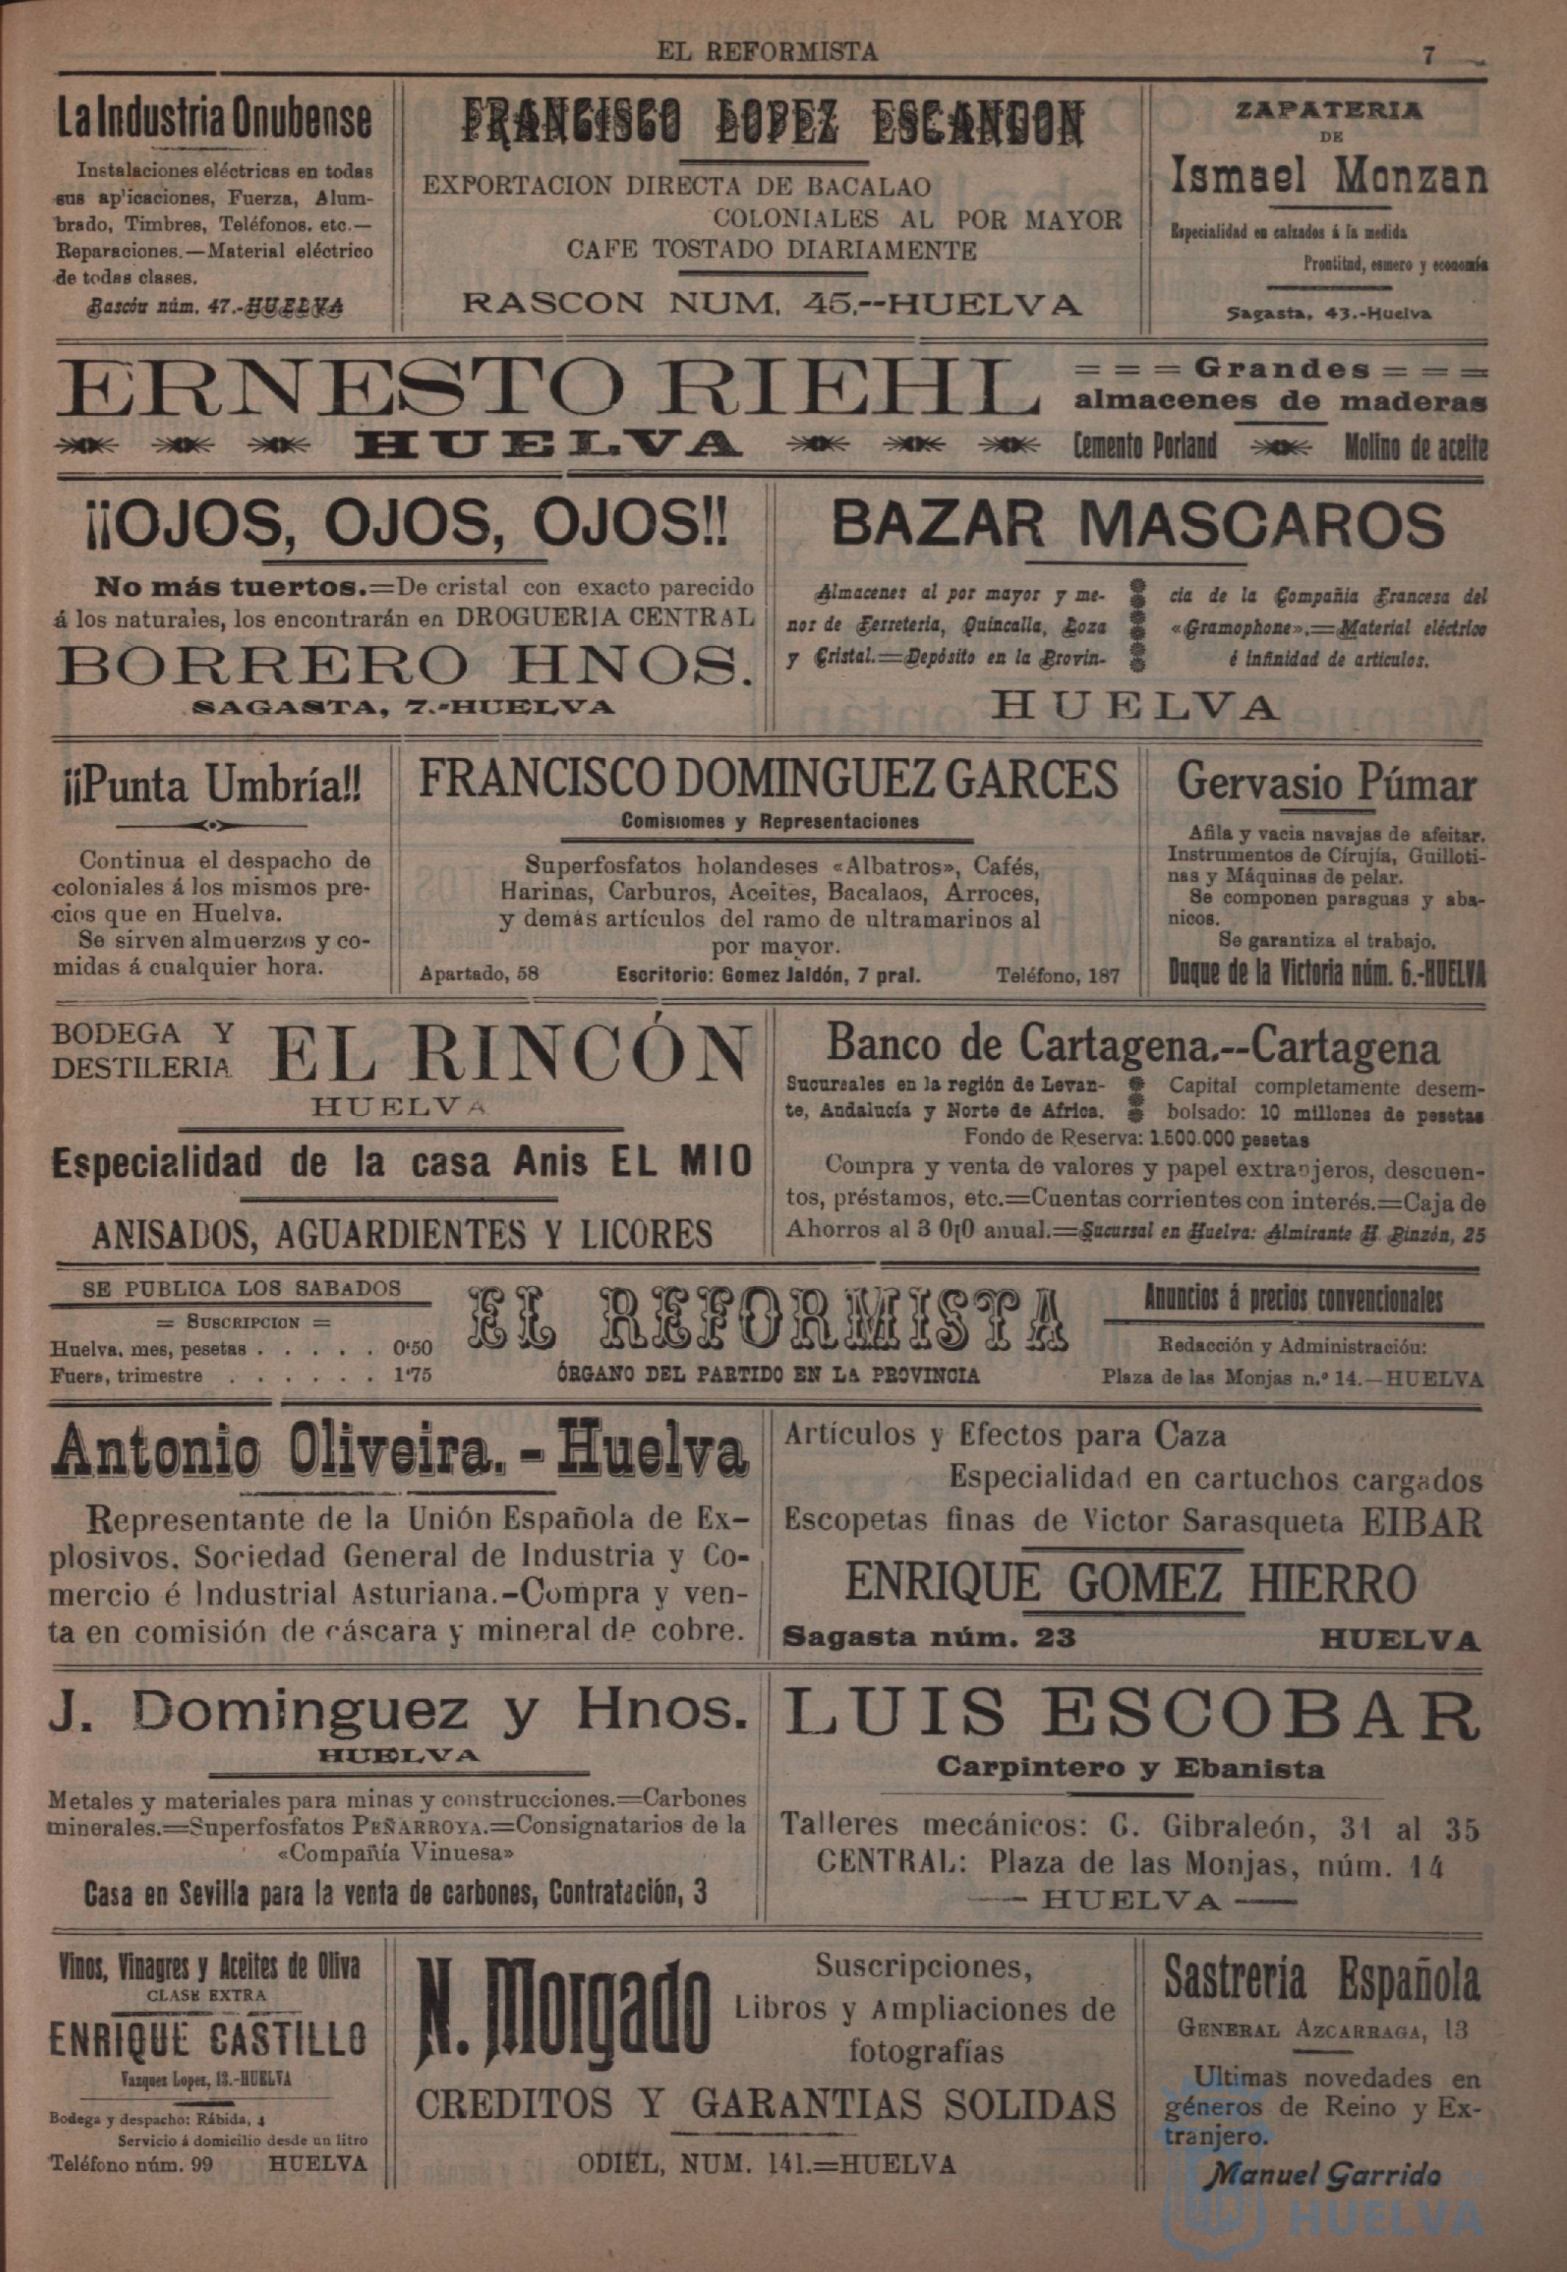 EL REFORMISTA
7
La Industria Onubense
Instalaciones eléctricas en todas
sus ap'icaciones, Fuerza, Alum-
brado, Timbres, Teléfonos. etc.—
Reparaciones.—Material eléctrico
de todas clases.
Rascón núm. 47.-HUELVA
FRANCISCO LOPEZ ESCANDON
EXPORTACION DIRECTA DE BACALAO
COLONIALES AL POR MAYOR
CAFE TOSTADO DIARIAMENTE
RASCON NUM. 45.--HUELVA
ZAPATERIA
DE
Ismael Monzan
Especialidad en calzados á la medida
Prontitud, esmero y economía
Sagasta, 43.-Huelva
ERNESTO RIEHL
HUELVA
= = = Grandes = = =
almacenes de maderas
Cemento Porland Molino de aceite
¡¡OJOS, OJOS, OJOS!!
No más tuertos.=De cristal con exacto parecido
á los naturales, los encontrarán en DROGUERIA CENTRAL
BORRERO HNOS.
SAGASTA, 7.-HUELVA
BAZAR MASCAROS
Almacenes al por mayor y me-
nor de Ferreteria, Quincalla, Loza
y Cristal.=Depósito en la Provin-
cia de la Compañia Francesa del
«Gramophone».=Material eléctrico
é infinidad de articulos.
HUELVA
¡¡Punta Umbría!!
Continua el despacho de
coloniales á los mismos pre-
cios que en Huelva.
Se sirven almuerzos y co-
midas á cualquier hora.
FRANCISCO DOMINGUEZ GARCES
Comisiomes y Representaciones
Superfosfatos holandeses «Albatros», Cafés,
Harinas, Carburos, Aceites, Bacalaos, Arroces,
y demás artículos del ramo de ultramarinos al
por mayor.
Apartado, 58 Escritorio: Gomez Jaldón, 7 pral. Teléfono, 187
Gervasio Púmar
Afila y vacia navajas de afeitar.
Instrumentos de Cirujía, Guilloti-
nas y Máquinas de pelar.
Se componen paraguas y aba-
nicos.
Se garantiza el trabajo.
Duque de la Victoria núm. 6.-HUELVA
BODEGA Y
DESTILERIA
EL RINCÓN
HUELVA
Especialidad de la casa Anis EL MIO
ANISADOS, AGUARDIENTES Y LICORES
Banco de Cartagena.--Cartagena
Sucursales en la región de Levan-
te, Andalucía y Norte de Africa.
Capital completamente desem-
bolsado: 10 millones de pesetas
Fondo de Reserva: 1.500.000 pesetas
Compra y venta de valores y papel extranjeros, descuen-
tos, préstamos, etc.=Cuentas corrientes con interés.=Caja de
Ahorros al 3 0|0 anual.=Sucursal en Huelva: Almirante H. Pinzón, 25
SE PUBLICA LOS SABADOS
= SUSCRIPCION =
Huelva. mes, pesetas . . . . . 0'50
Fuera, trimestre . . . . . . 1'75
EL REFORMISTA
ÓRGANO DEL PARTIDO EN LA PROVINCIA
Anuncios á precios convencionales
Redacción y Administración:
Plaza de las Monjas n.º 14.—HUELVA
Antonio Oliveira.-Huelva
Representante de la Unión Española de Ex-
plosivos. Sociedad General de Industria y Co-
mercio é Industrial Asturiana.-Compra y ven-
ta en comisión de cáscara y mineral de cobre.
Artículos y Efectos para Caza
Especialidad en cartuchos cargados
Escopetas finas de Victor Sarasqueta EIBAR
ENRIQUE GOMEZ HIERRO
Sagasta núm. 23 HUELVA
J. Dominguez y Hnos.
HUELVA
Metales y materiales para minas y construcciones.=Carbones
minerales.=Superfosfatos PEÑARROYA.=Consignatarios de la
«Compañía Vinuesa»
Casa en Sevilla para la venta de carbones, Contratación, 3
LUIS ESCOBAR
Carpintero y Ebanista
Talleres mecánicos: C. Gibraleón, 31 al 35
CENTRAL: Plaza de las Monjas, núm. 14
— HUELVA —
Vinos, Vinagres y Aceites de Oliva
CLASE EXTRA
ENRIQUE CASTILLO
Vazquez Lopez, 13.-HUELVA
Bodega y despacho: Rábida, 4
Servicio á domicilio desde un litro
Teléfono núm. 99 HUELVA
N. Morgado
Suscripciones,
Libros y Ampliaciones de
fotografías
CREDITOS Y GARANTIAS SOLIDAS
ODIEL, NUM. 141.=HUELVA
Sastrería Española
GENERAL AZCARRAGA, 13
Ultimas novedades en
géneros de Reino y Ex-
tranjero.
Manuel Garrido
HUELVA